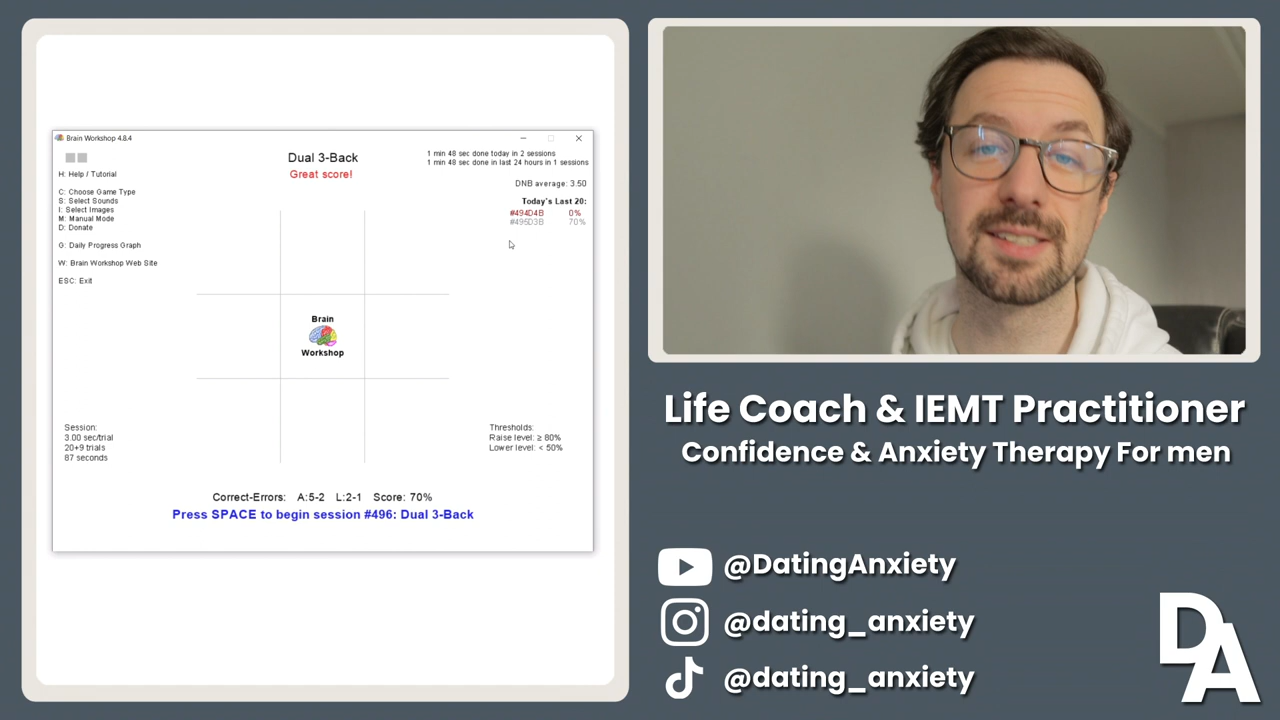 Brain Workshop 4.8.4
Dual 3-Back
Great score!
1 min 48 sec done today in 2 sessions
1 min 48 sec done in last 24 hours in 1 sessions
H: Help / Tutorial
C: Choose Game Type
S: Select Sounds
I: Select Images
M: Manual Mode
D: Donate
G: Daily Progress Graph
W: Brain Workshop Web Site
ESC: Exit
DNB average: 3.50
Today's Last 20:
#494D4B 0%
#495D3B 70%
Brain
Workshop
Session:
3.00 sec/trial
20+9 trials
87 seconds
Thresholds:
Raise level: ≥ 80%
Lower level: < 50%
Correct-Errors: A:5-2 L:2-1 Score: 70%
Press SPACE to begin session #496: Dual 3-Back
Life Coach & IEMT Practitioner
Confidence & Anxiety Therapy For men
@DatingAnxiety
@dating_anxiety
@dating_anxiety
DA